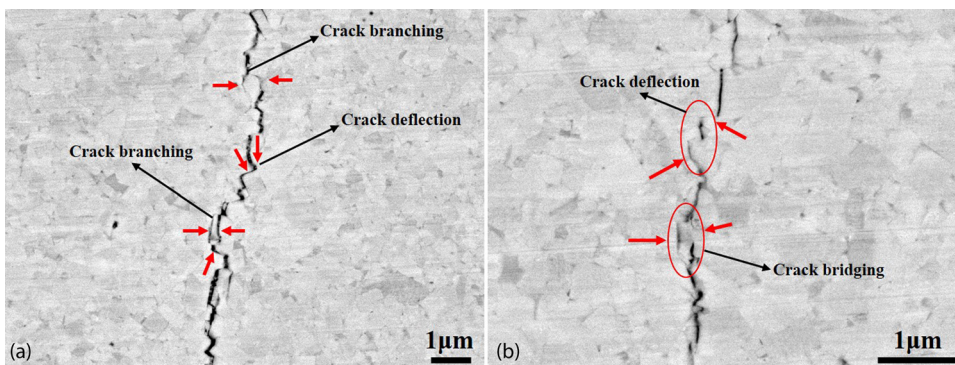 Crack branching
Crack deflection
Crack branching
(a)
1μm
Crack deflection
Crack bridging
(b)
1μm